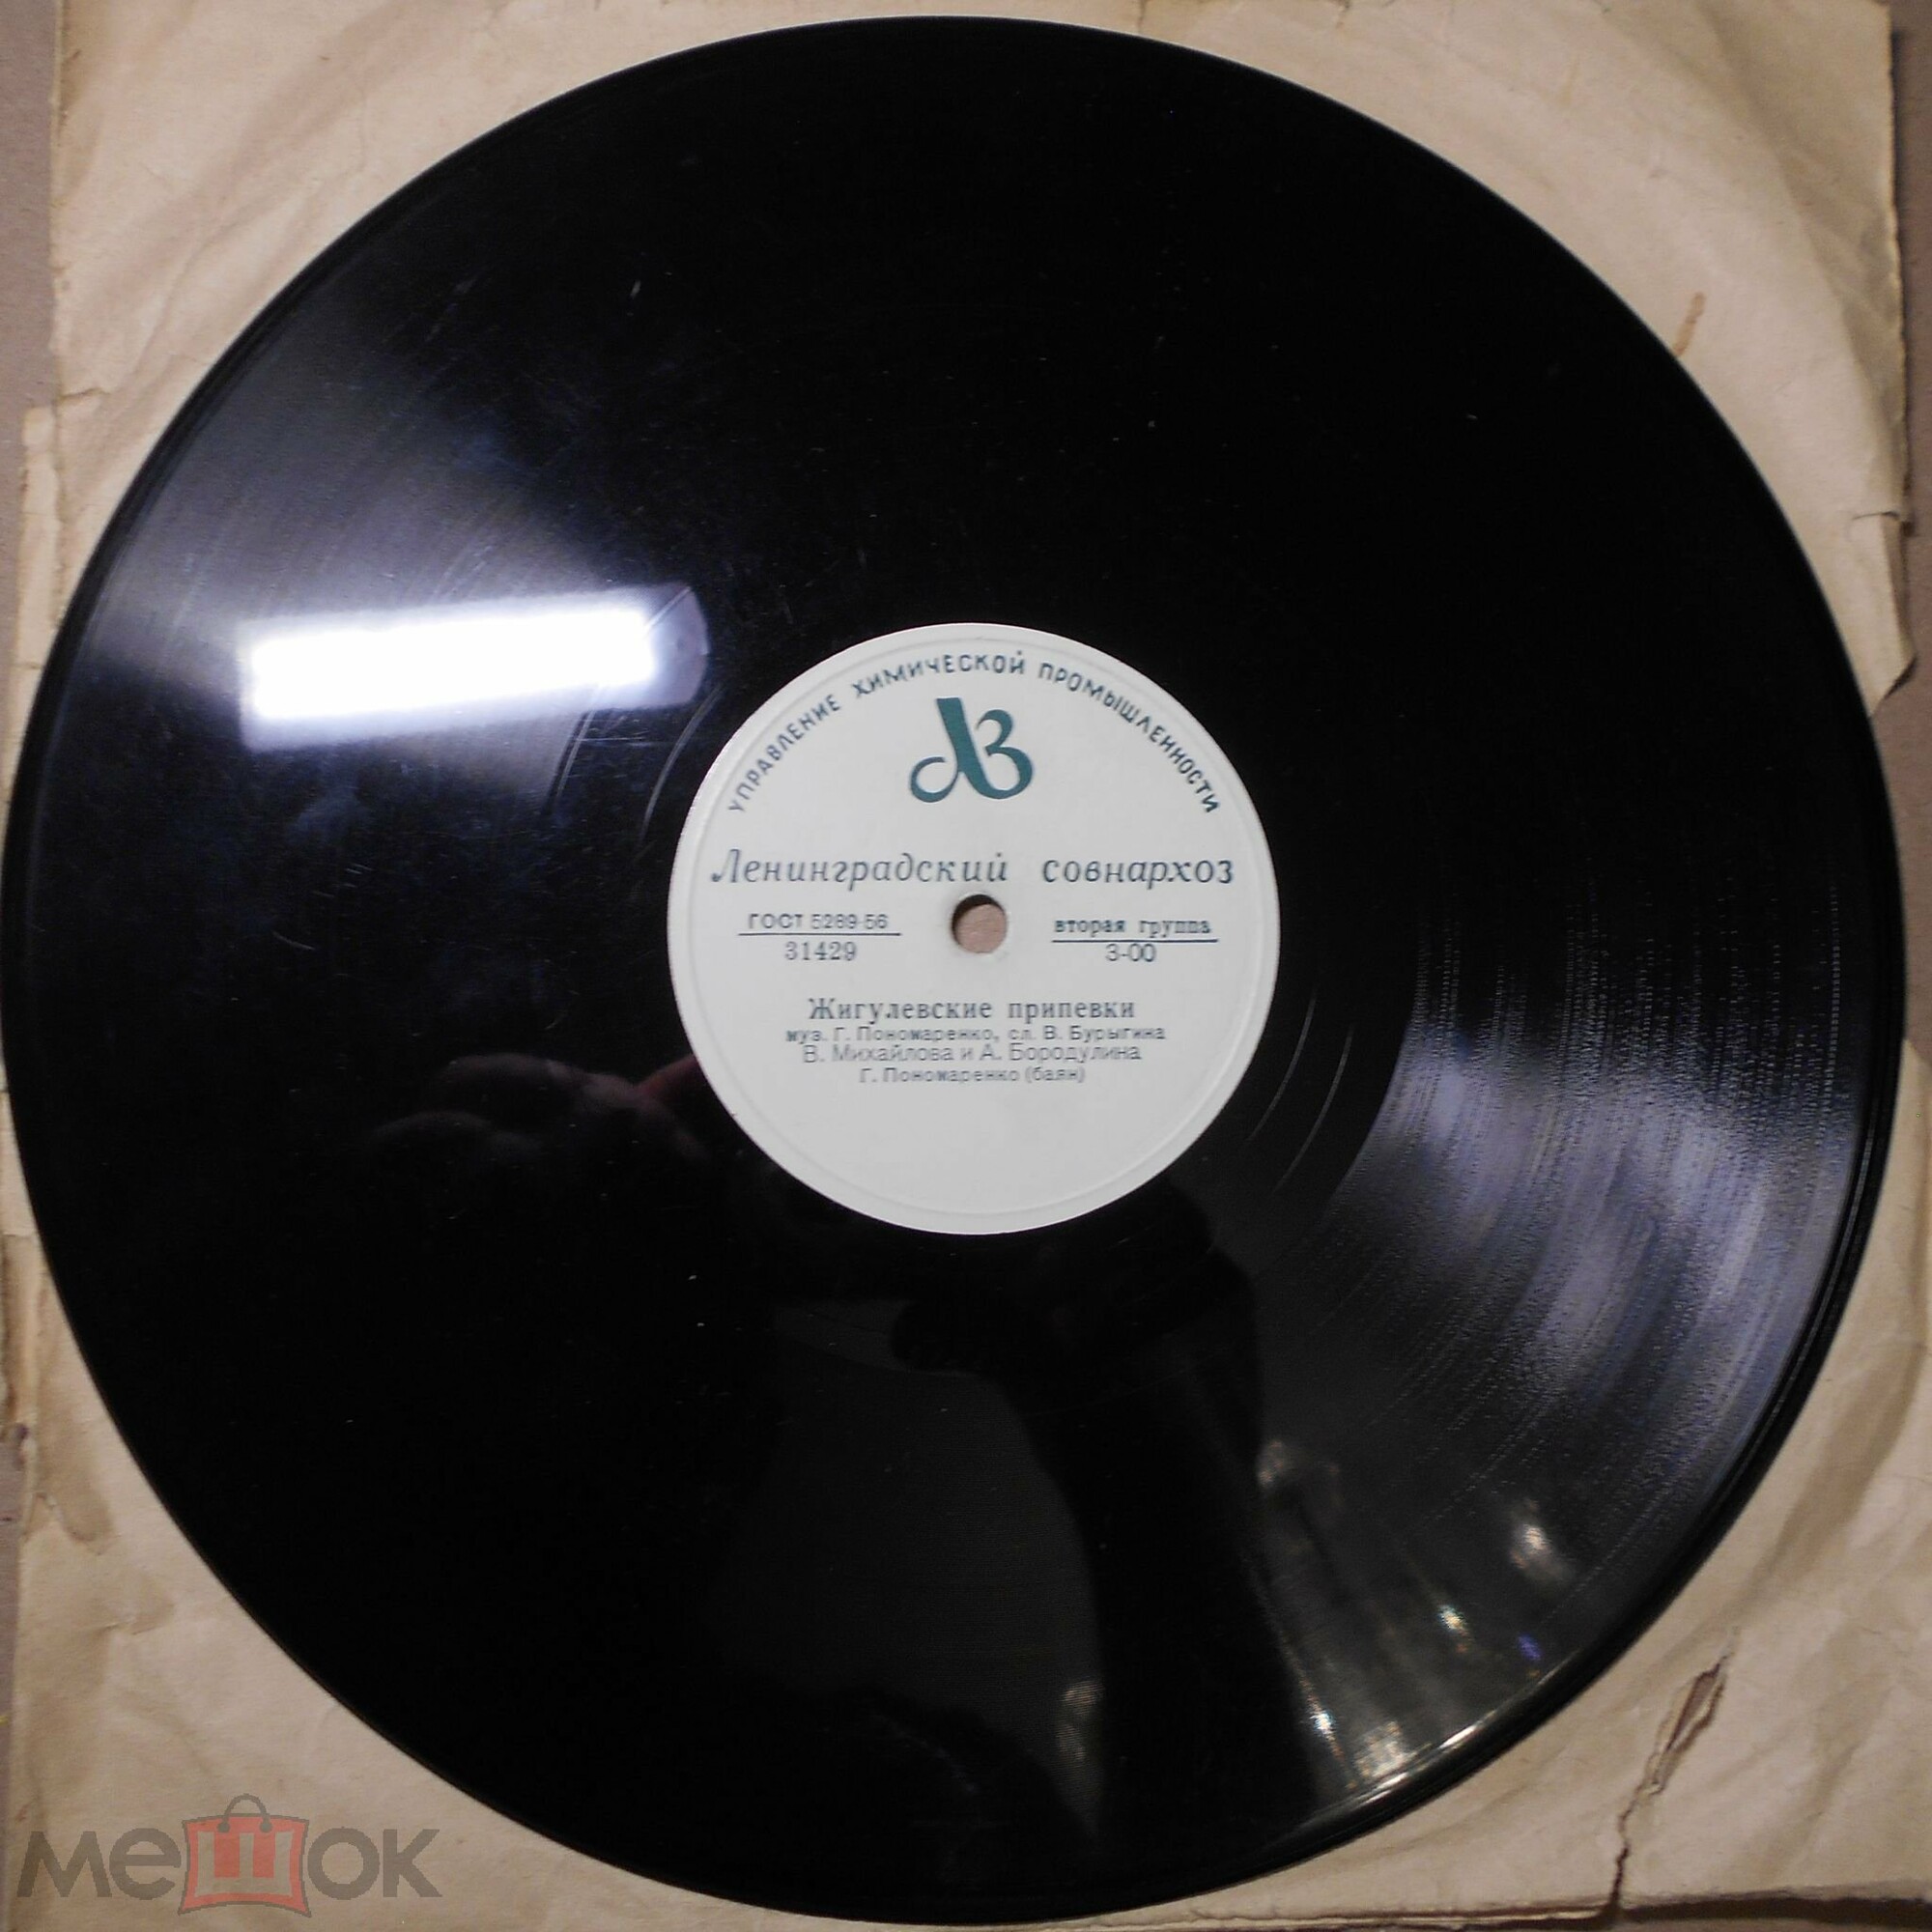 УПРАВЛЕНИЕ ХИМИЧЕСКОЙ ПРОМЫШЛЕННОСТИ
ЛЗ
Ленинградский совнархоз
ГОСТ 5289-56
31429
вторая группа
3-00
Жигулевские припевки
муз. Г. Пономаренко, сл. В. Бурыгина
В. Михайлова и А. Бородулина
Г. Пономаренко (баян)
мешок